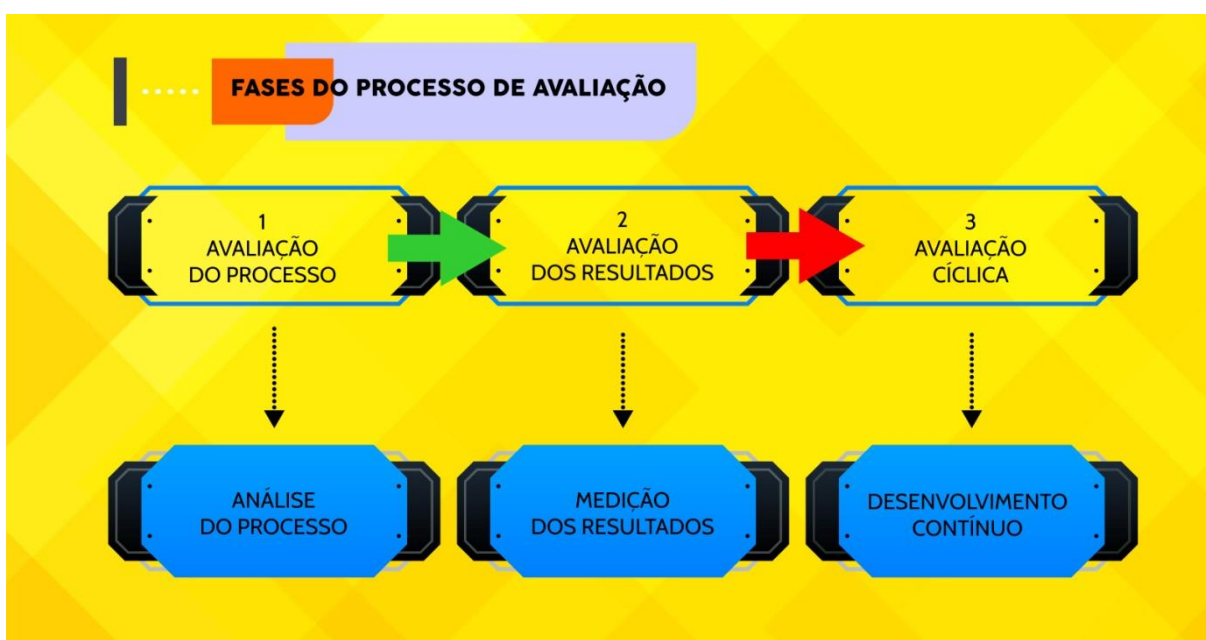 FASES DO PROCESSO DE AVALIAÇÃO
1
AVALIAÇÃO
DO PROCESSO
2
AVALIAÇÃO
DOS RESULTADOS
3
AVALIAÇÃO
CÍCLICA
ANÁLISE
DO PROCESSO
MEDIÇÃO
DOS RESULTADOS
DESENVOLVIMENTO
CONTÍNUO